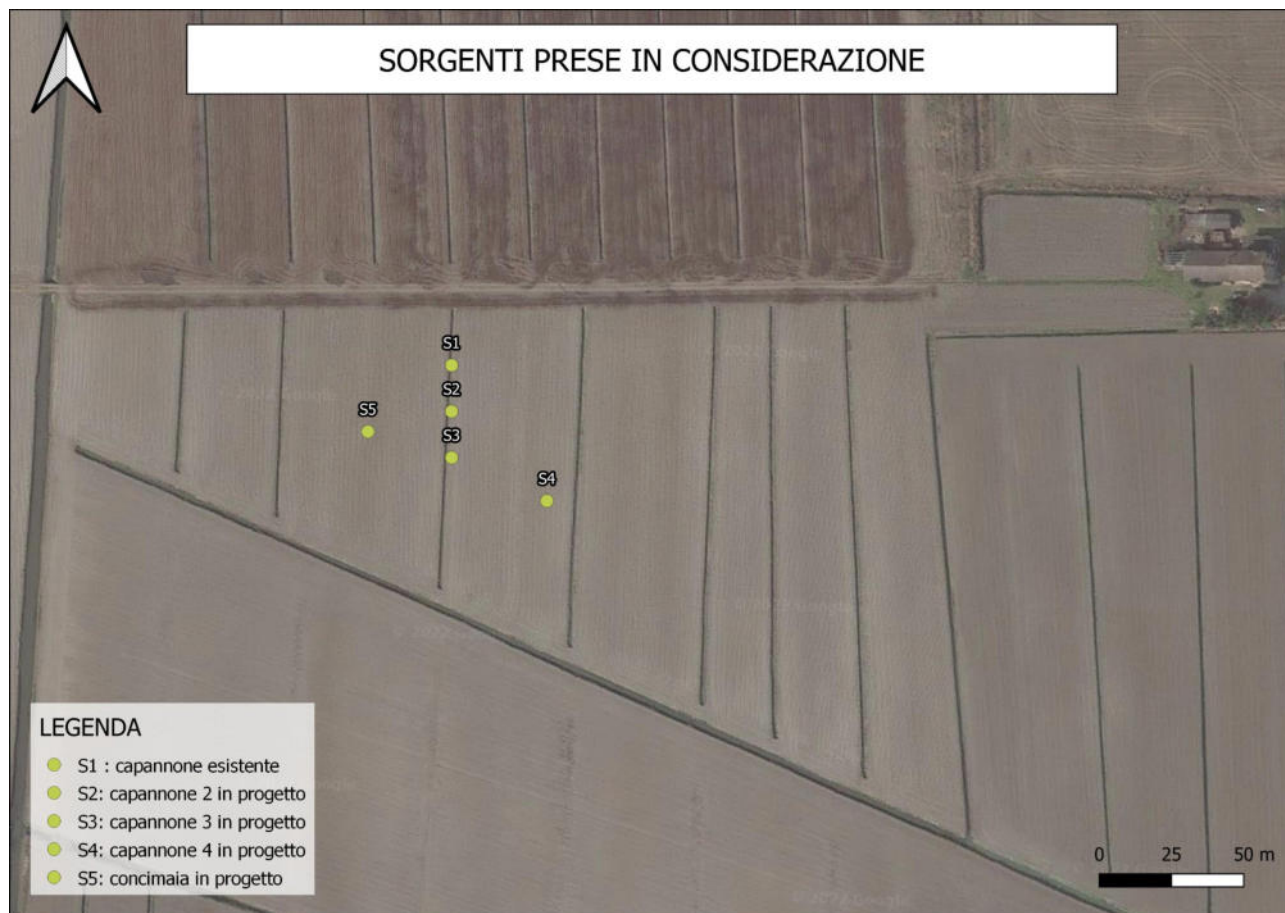 SORGENTI PRESE IN CONSIDERAZIONE
S1
S2
S5
S3
S4
LEGENDA
S1 : capannone esistente
S2: capannone 2 in progetto
S3: capannone 3 in progetto
S4: capannone 4 in progetto
S5: concimaia in progetto
0 25 50 m